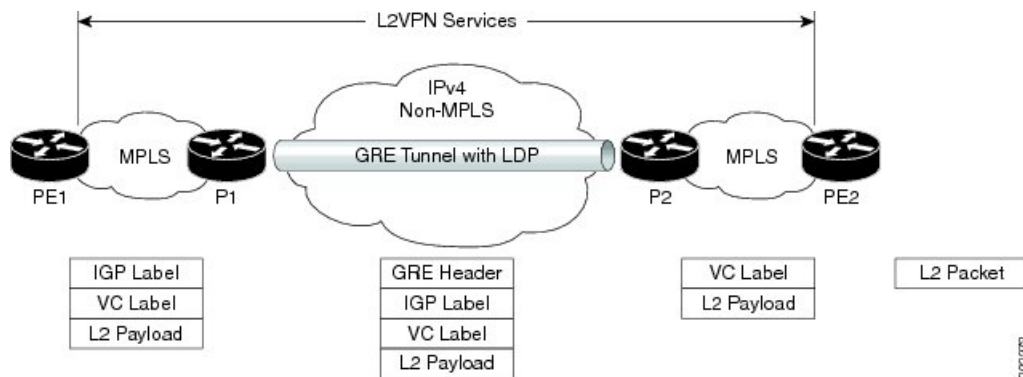 L2VPN Services
IPv4
Non-MPLS
MPLS
GRE Tunnel with LDP
MPLS
PE1
P1
P2
PE2
IGP Label
VC Label
L2 Payload
GRE Header
IGP Label
VC Label
L2 Payload
VC Label
L2 Payload
L2 Packet